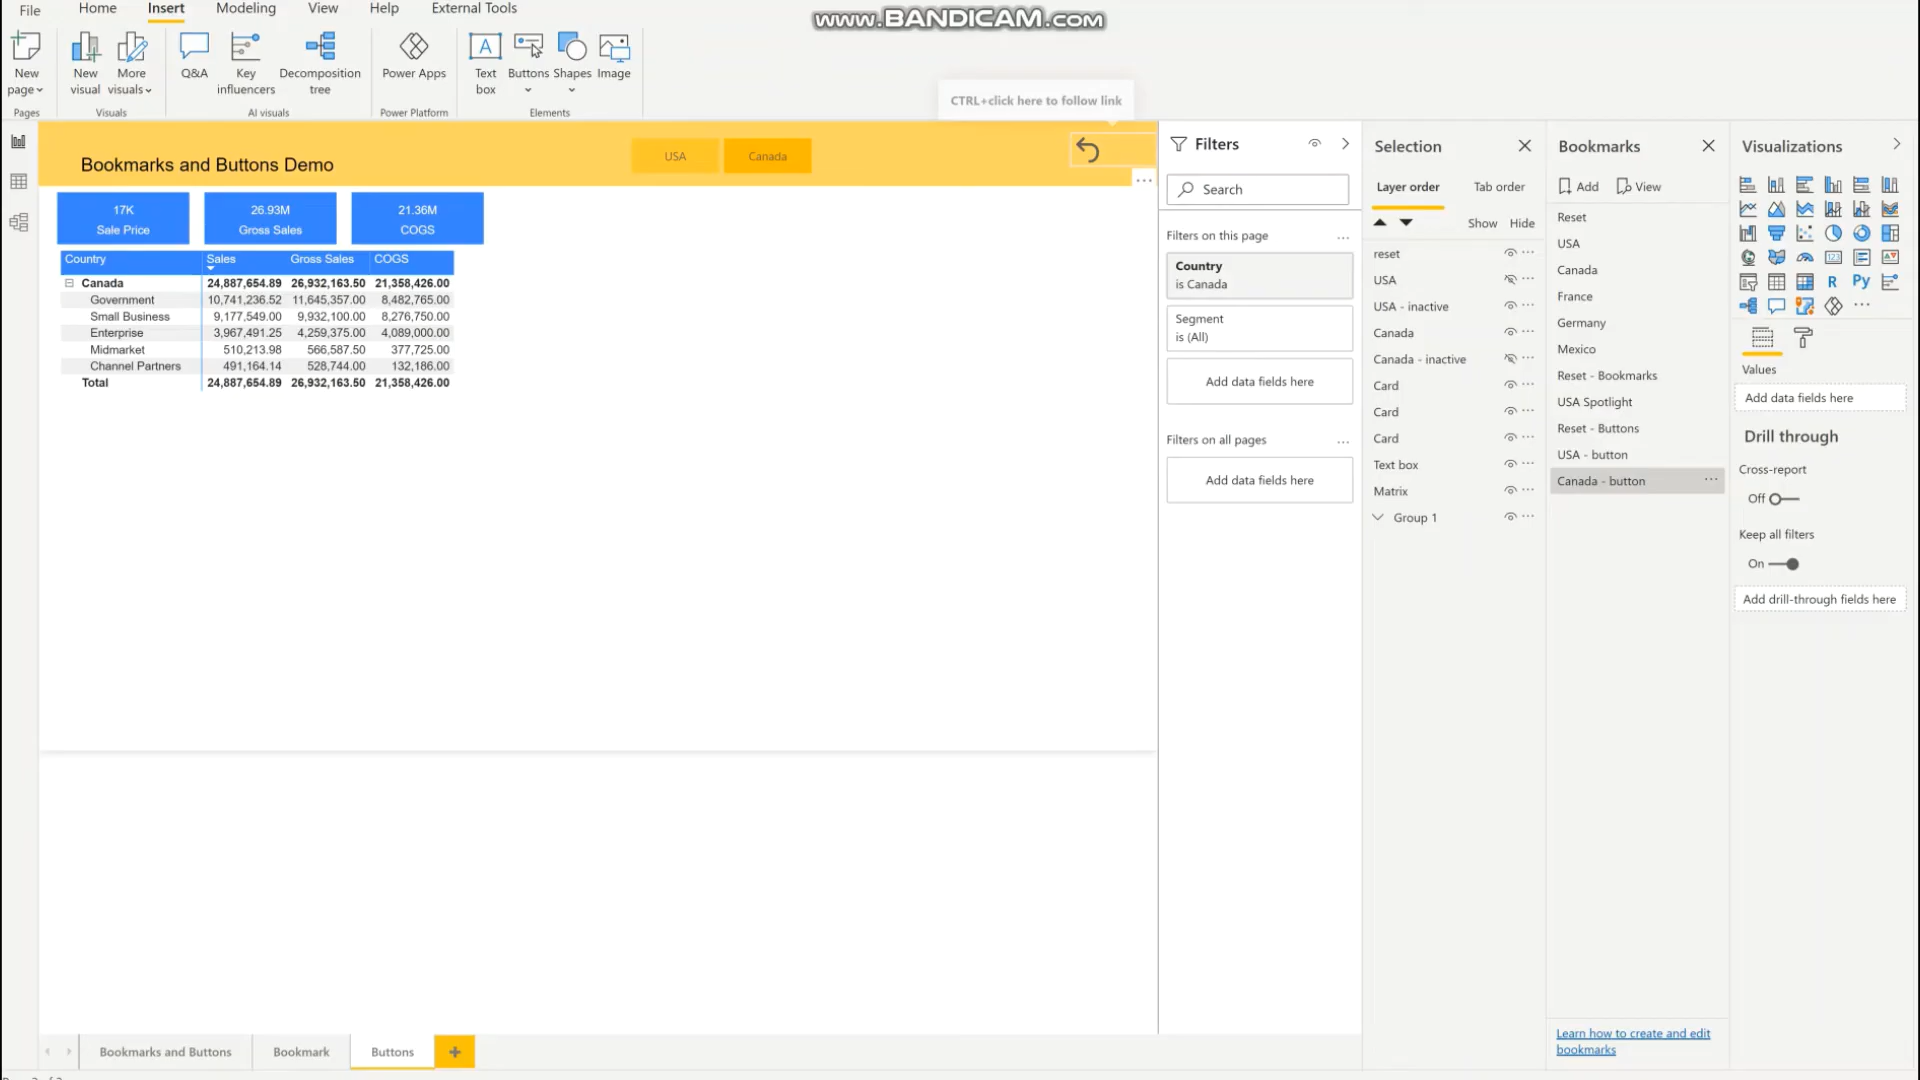 File Home Insert Modeling View Help External Tools
www.BANDICAM.com
New page
New visual
More visuals
Q&A
Key influencers
Decomposition tree
Power Apps
Text box
Buttons
Shapes
Image
Pages
Visuals
AI visuals
Power Platform
Elements
CTRL+click here to follow link
Bookmarks and Buttons Demo
USA
Canada
17K
Sale Price
26.93M
Gross Sales
21.36M
COGS
Country Sales Gross Sales COGS
Canada 24,887,654.89 26,932,163.50 21,358,426.00
Government 10,741,236.52 11,645,357.00 8,482,765.00
Small Business 9,177,549.00 9,932,100.00 8,276,750.00
Enterprise 3,967,491.25 4,259,375.00 4,089,000.00
Midmarket 510,213.98 566,587.50 377,725.00
Channel Partners 491,164.14 528,744.00 132,186.00
Total 24,887,654.89 26,932,163.50 21,358,426.00
Filters
Search
Filters on this page
Country
is Canada
Segment
is (All)
Add data fields here
Filters on all pages
Add data fields here
Selection
Layer order Tab order
Show Hide
reset
USA
USA - inactive
Canada
Canada - inactive
Card
Card
Card
Text box
Matrix
Group 1
Bookmarks
Add View
Reset
USA
Canada
France
Germany
Mexico
Reset - Bookmarks
USA Spotlight
Reset - Buttons
USA - button
Canada - button
Learn how to create and edit
bookmarks
Visualizations
123
R Py
Values
Add data fields here
Drill through
Cross-report
Off
Keep all filters
On
Add drill-through fields here
Bookmarks and Buttons
Bookmark
Buttons